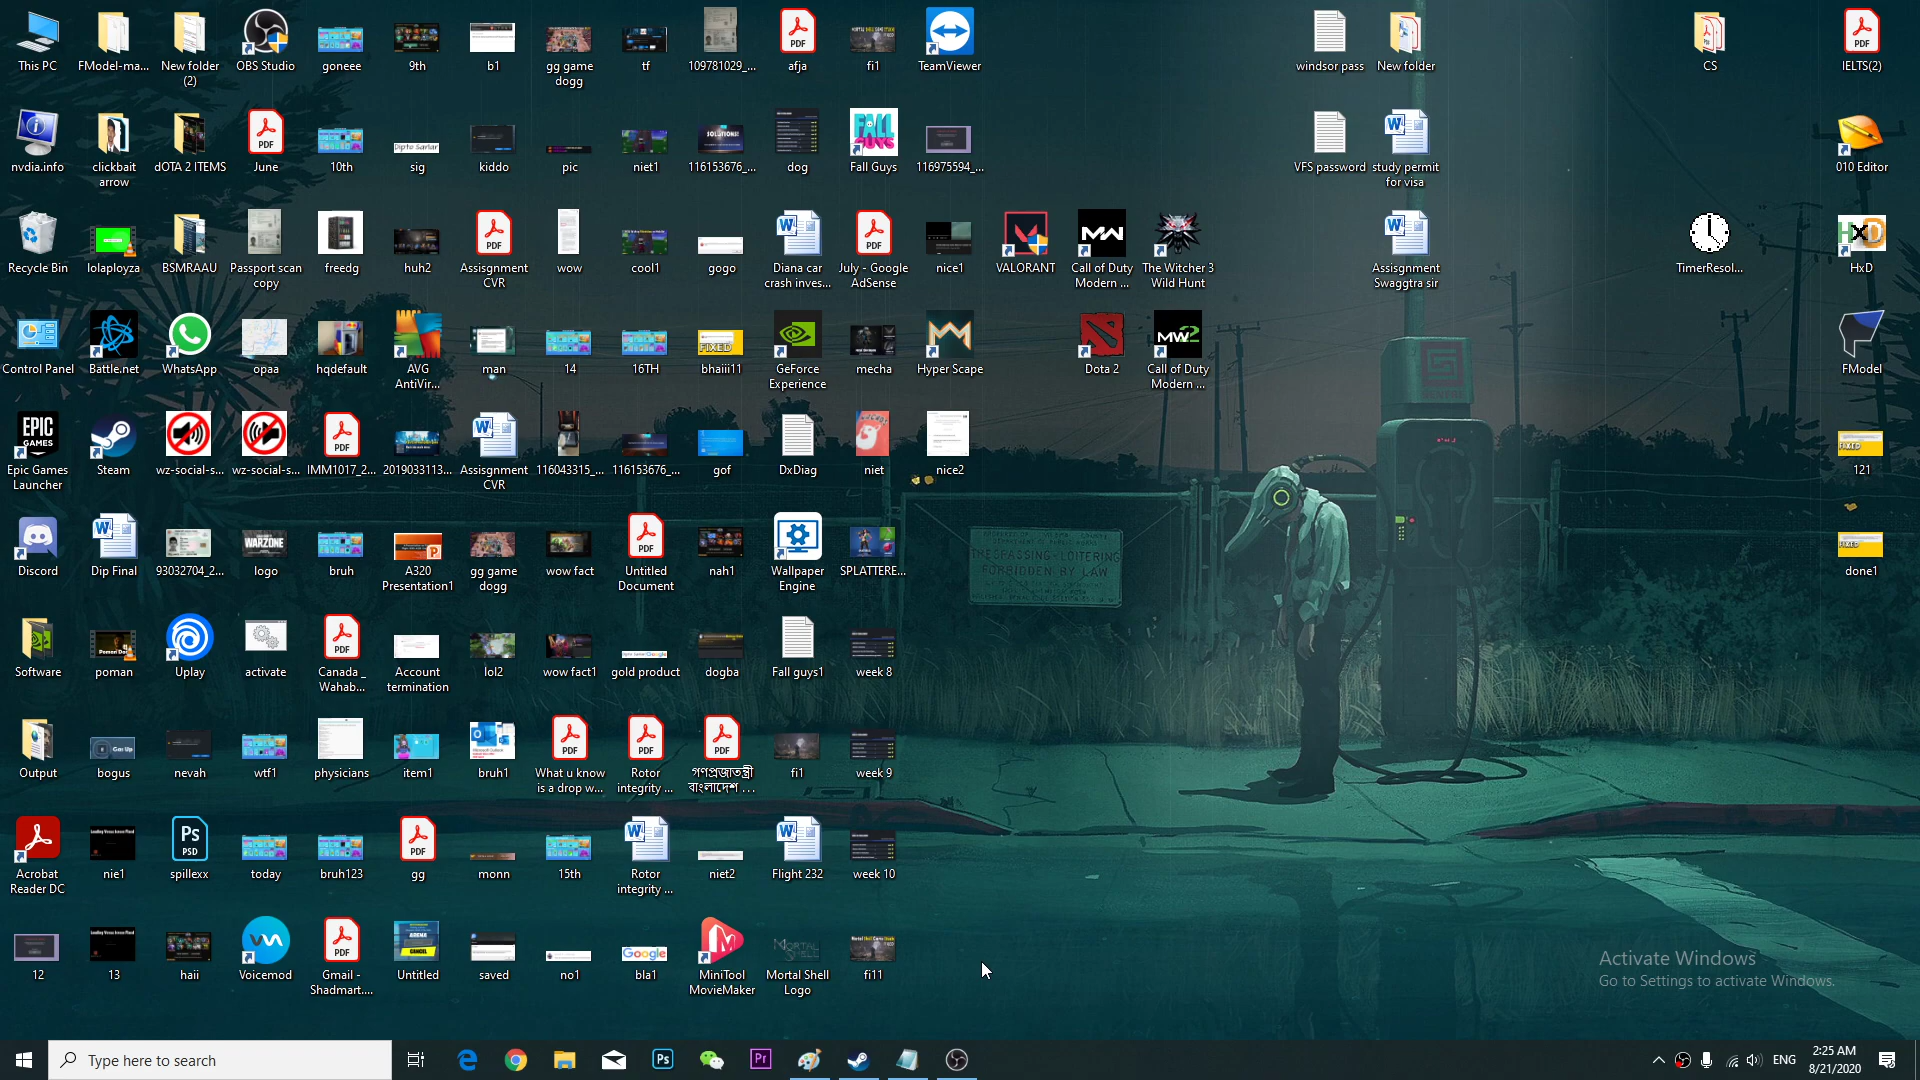 This PC
FModel-ma...
New folder
(2)
OBS Studio
goneee
9th
b1
gg game
dogg
tf
109781029_...
afja
fi1
TeamViewer
windsor pass
New folder
CS
IELTS(2)
nvdia.info
clickbait
arrow
dOTA 2 ITEMS
June
10th
sig
kiddo
pic
niet1
116153676_...
dog
Fall Guys
116975594_...
VFS password
study permit
for visa
010 Editor
Recycle Bin
lolaployza
BSMRAAU
Passport scan
copy
freedg
huh2
Assisgnment
CVR
wow
cool1
gogo
Diana car
crash inves...
July - Google
AdSense
nice1
VALORANT
Call of Duty
Modern ...
The Witcher 3
Wild Hunt
Assisgnment
Swaggtra sir
TimerResol...
HxD
Control Panel
Battle.net
WhatsApp
opaa
hqdefault
AVG
AntiVir...
man
14
16TH
bhaiii11
GeForce
Experience
mecha
Hyper Scape
Dota 2
Call of Duty
Modern ...
FModel
Epic Games
Launcher
Steam
wz-social-s...
wz-social-s...
IMM1017_2...
2019033113...
Assisgnment
CVR
116043315_...
116153676_...
gof
DxDiag
niet
nice2
121
Discord
Dip Final
93032704_2...
logo
bruh
A320
Presentation1
gg game
dogg
wow fact
Untitled
Document
nah1
Wallpaper
Engine
SPLATTERE...
TRESPASSING-LOITERING
FORBIDDEN BY LAW
done1
Software
poman
Uplay
activate
Canada _
Wahab...
Account
termination
lol2
wow fact1
gold product
dogba
Fall guys1
week 8
Output
bogus
nevah
wtf1
physicians
item1
bruh1
What u know
is a drop w...
Rotor
integrity ...
গণপ্রজাতন্ত্রী
বাংলাদেশ ...
fi1
week 9
Acrobat
Reader DC
nie1
spillexx
today
bruh123
gg
monn
15th
Rotor
integrity ...
niet2
Flight 232
week 10
12
13
haii
Voicemod
Gmail -
Shadmart....
Untitled
saved
no1
bla1
MiniTool
MovieMaker
Mortal Shell
Logo
fi11
Activate Windows
Go to Settings to activate Windows.
Type here to search
ENG
2:25 AM
8/21/2020